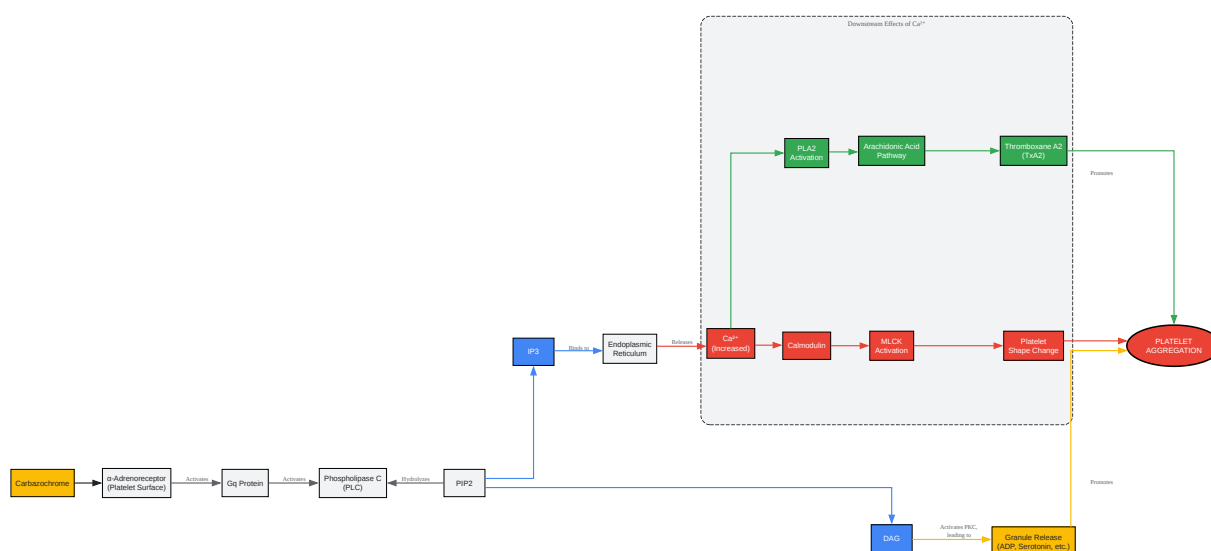 Downstream Effects of Ca²⁺
PLA2
Activation
Arachidonic Acid
Pathway
Thromboxane A2
(TxA2)
Promotes
IP3
Binds to
Endoplasmic
Reticulum
Releases
Ca²⁺
(Increased)
Calmodulin
MLCK
Activation
Platelet
Shape Change
PLATELET
AGGREGATION
Carbazochrome
α-Adrenoreceptor
(Platelet Surface)
Activates
Gq Protein
Activates
Phospholipase C
(PLC)
Hydrolyzes
PIP2
Promotes
DAG
Activates PKC,
leading to
Granule Release
(ADP, Serotonin, etc.)